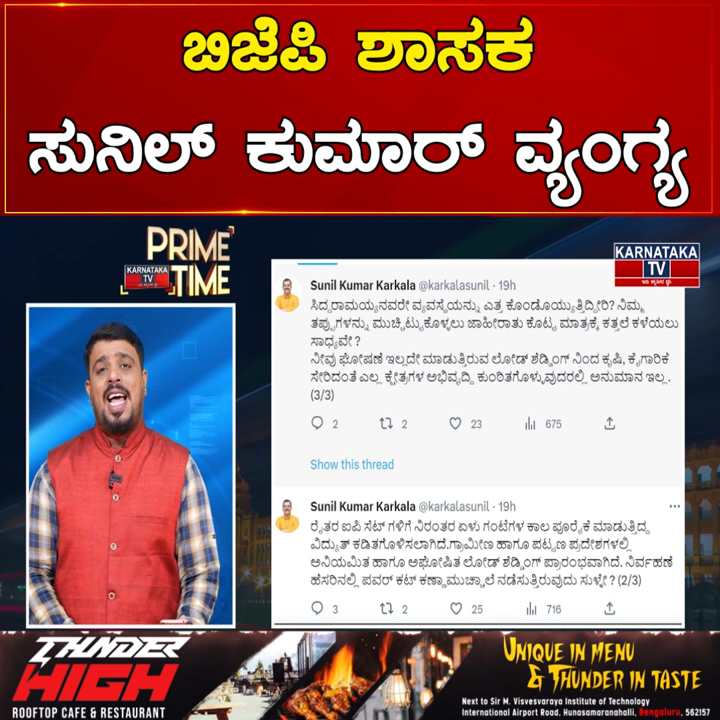 ಬಿಜೆಪಿ ಶಾಸಕ
ಸುನಿಲ್ ಕುಮಾರ್ ವ್ಯಂಗ್ಯ
PRIME
KARNATAKA
TV
TIME
KARNATAKA
TV
Sunil Kumar Karkala @karkalasunil · 19h
ಸಿದ್ದರಾಮಯ್ಯನವರೇ ವ್ಯವಸ್ಥೆಯನ್ನು ಎತ್ತ ಕೊಂಡೊಯ್ಯುತ್ತಿದ್ದೀರಿ? ನಿಮ್ಮ
ತಪ್ಪುಗಳನ್ನು ಮುಚ್ಚಿಟ್ಟುಕೊಳ್ಳಲು ಜಾಹೀರಾತು ಕೊಟ್ಟ ಮಾತ್ರಕ್ಕೆ ಕತ್ತಲೆ ಕಳೆಯಲು
ಸಾಧ್ಯವೇ ?
ನೀವು ಘೋಷಣೆ ಇಲ್ಲದೇ ಮಾಡುತ್ತಿರುವ ಲೋಡ್ ಶೆಡ್ಡಿಂಗ್ ನಿಂದ ಕೃಷಿ, ಕೈಗಾರಿಕೆ
ಸೇರಿದಂತೆ ಎಲ್ಲ ಕ್ಷೇತ್ರಗಳ ಅಭಿವೃದ್ಧಿ ಕುಂಠಿತಗೊಳ್ಳುವುದರಲ್ಲಿ ಅನುಮಾನ ಇಲ್ಲ.
(3/3)
2 2 23 675
Show this thread
Sunil Kumar Karkala @karkalasunil · 19h
ರೈತರ ಐಪಿ ಸೆಟ್ ಗಳಿಗೆ ನಿರಂತರ ಏಳು ಗಂಟೆಗಳ ಕಾಲ ಪೂರೈಕೆ ಮಾಡುತ್ತಿದ್ದ
ವಿದ್ಯುತ್ ಕಡಿತಗೊಳಿಸಲಾಗಿದೆ.ಗ್ರಾಮೀಣ ಹಾಗೂ ಪಟ್ಟಣ ಪ್ರದೇಶಗಳಲ್ಲಿ
ಅನಿಯಮಿತ ಹಾಗೂ ಅಘೋಷಿತ ಲೋಡ್ ಶೆಡ್ಡಿಂಗ್ ಪ್ರಾರಂಭವಾಗಿದೆ. ನಿರ್ವಹಣೆ
ಹೆಸರಿನಲ್ಲಿ ಪವರ್ ಕಟ್ ಕಣ್ಣಾಮುಚ್ಚಾಲೆ ನಡೆಸುತ್ತಿರುವುದು ಸುಳ್ಳೇ ? (2/3)
3 2 25 716
THUNDER
HIGH
ROOFTOP CAFE & RESTAURANT
UNIQUE IN MENU
& THUNDER IN TASTE
Next to Sir M. Visvesvaraya Institute of Technology
International Airport Road, Hunasamaranahalli, Bengaluru, 562157